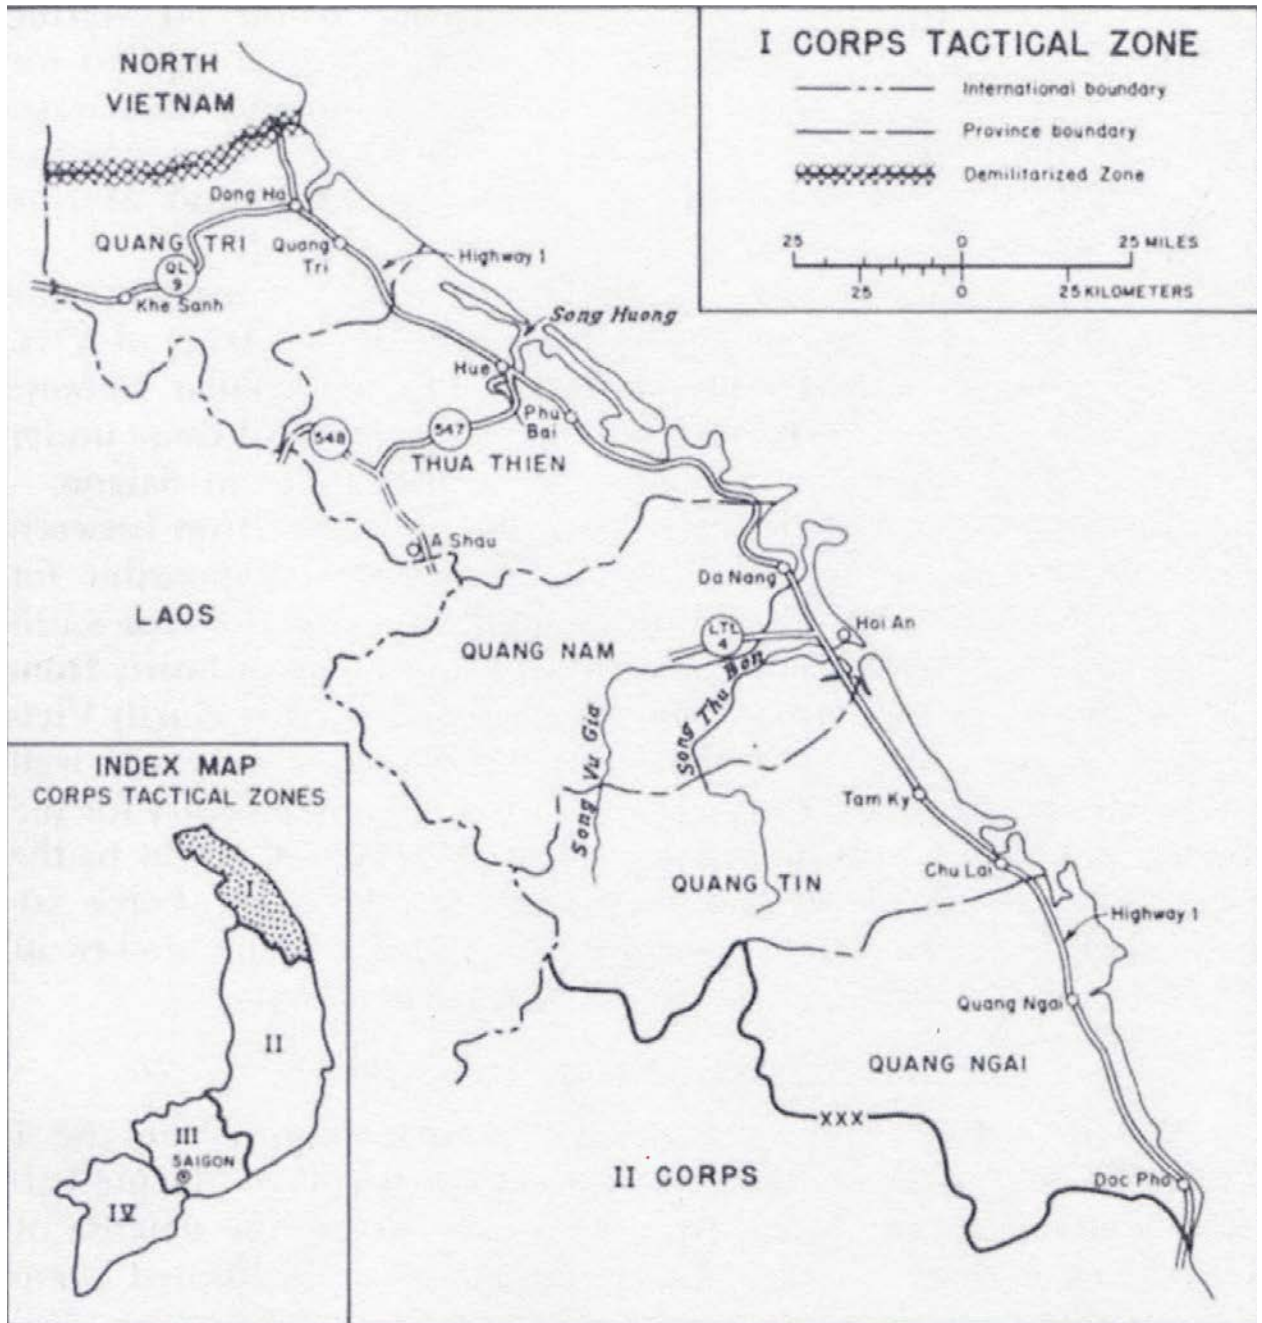 I CORPS TACTICAL ZONE
International boundary
Province boundary
Demilitarized Zone
25 0 25 MILES
25 0 25 KILOMETERS
NORTH
VIETNAM
Dong Ha
QUANG TRI
Quang
Tri
Highway 1
QL
9
Khe Sanh
Song Huong
Hue
Phu
Bai
548
547
THUA THIEN
A Shau
LAOS
Da Nang
LTL
4
Hoi An
QUANG NAM
Song Thu Bon
Song Vu Gia
Tam Ky
QUANG TIN
Chu Lai
Highway 1
Quang Ngai
QUANG NGAI
XXX
II CORPS
Doc Pho
INDEX MAP
CORPS TACTICAL ZONES
I
II
III
SAIGON
IV